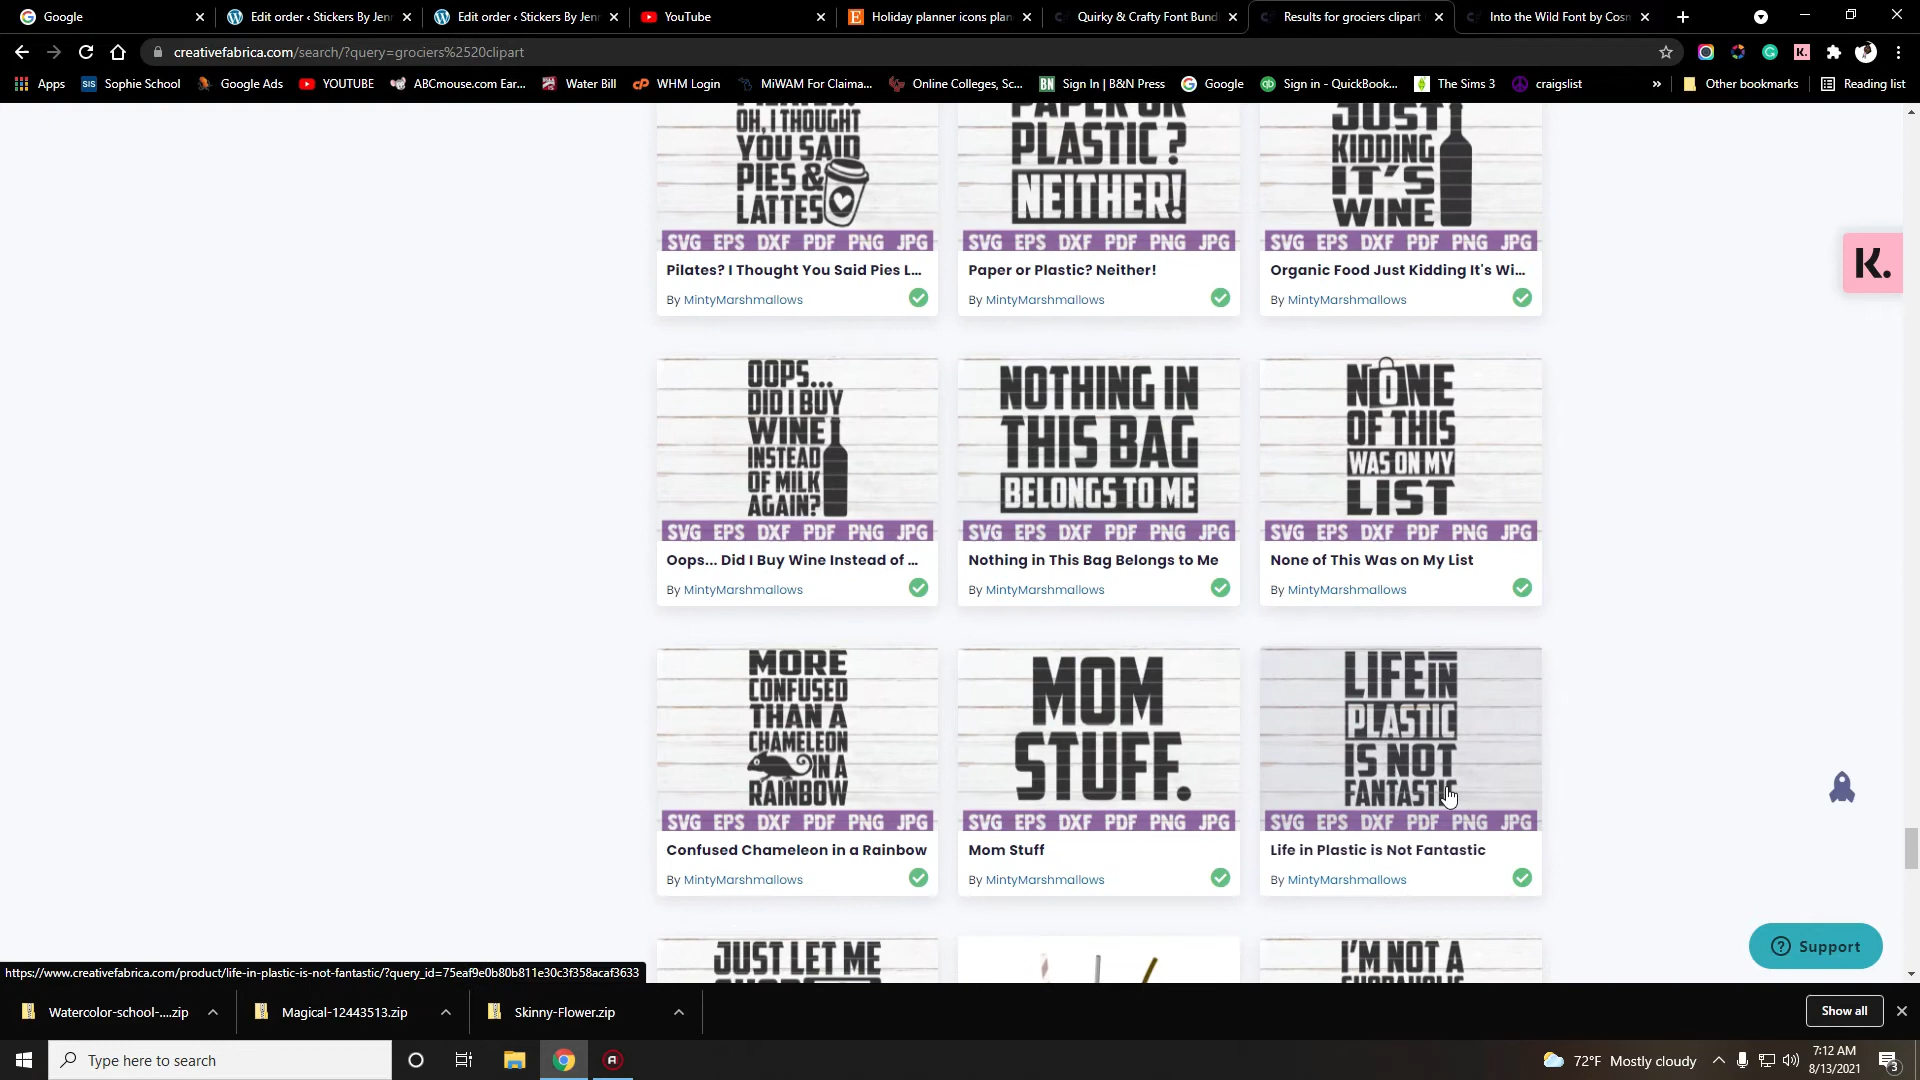 Google
Edit order ‹ Stickers By Jenn
Edit order ‹ Stickers By Jenn
YouTube
Holiday planner icons plan
Quirky & Crafty Font Bund
Results for grociers clipart
Into the Wild Font by Cosm
creativefabrica.com/search/?query=grociers%2520clipart
Apps
SIS
Sophie School
Google Ads
YOUTUBE
ABCmouse.com Ear...
Water Bill
cP
WHM Login
MiWAM For Claima...
Online Colleges, Sc...
BN
Sign In | B&N Press
Google
qb
Sign in - QuickBook...
The Sims 3
craigslist
»
Other bookmarks
Reading list
OH, I THOUGHT
YOU SAID
PIES &
LATTES
SVG EPS DXF PDF PNG JPG
Pilates? I Thought You Said Pies L...
By MintyMarshmallows
PAPER OR
PLASTIC?
NEITHER!
SVG EPS DXF PDF PNG JPG
Paper or Plastic? Neither!
By MintyMarshmallows
JUST
KIDDING
IT'S
WINE
SVG EPS DXF PDF PNG JPG
Organic Food Just Kidding It's Wi...
By MintyMarshmallows
K.
OOPS...
DID I BUY
WINE
INSTEAD
OF MILK
AGAIN?
SVG EPS DXF PDF PNG JPG
Oops... Did I Buy Wine Instead of ...
By MintyMarshmallows
NOTHING IN
THIS BAG
BELONGS TO ME
SVG EPS DXF PDF PNG JPG
Nothing in This Bag Belongs to Me
By MintyMarshmallows
NONE
OF THIS
WAS ON MY
LIST
SVG EPS DXF PDF PNG JPG
None of This Was on My List
By MintyMarshmallows
MORE
CONFUSED
THAN A
CHAMELEON
IN A
RAINBOW
SVG EPS DXF PDF PNG JPG
Confused Chameleon in a Rainbow
By MintyMarshmallows
MOM
STUFF.
SVG EPS DXF PDF PNG JPG
Mom Stuff
By MintyMarshmallows
LIFE IN
PLASTIC
IS NOT
FANTASTIC
SVG EPS DXF PDF PNG JPG
Life in Plastic is Not Fantastic
By MintyMarshmallows
JUST LET ME
I'M NOT A
Support
https://www.creativefabrica.com/product/life-in-plastic-is-not-fantastic/?query_id=75eaf9e0b80b811e30c3f358acaf3633
Watercolor-school-....zip
Magical-12443513.zip
Skinny-Flower.zip
Show all
Type here to search
72°F Mostly cloudy
7:12 AM
8/13/2021
3